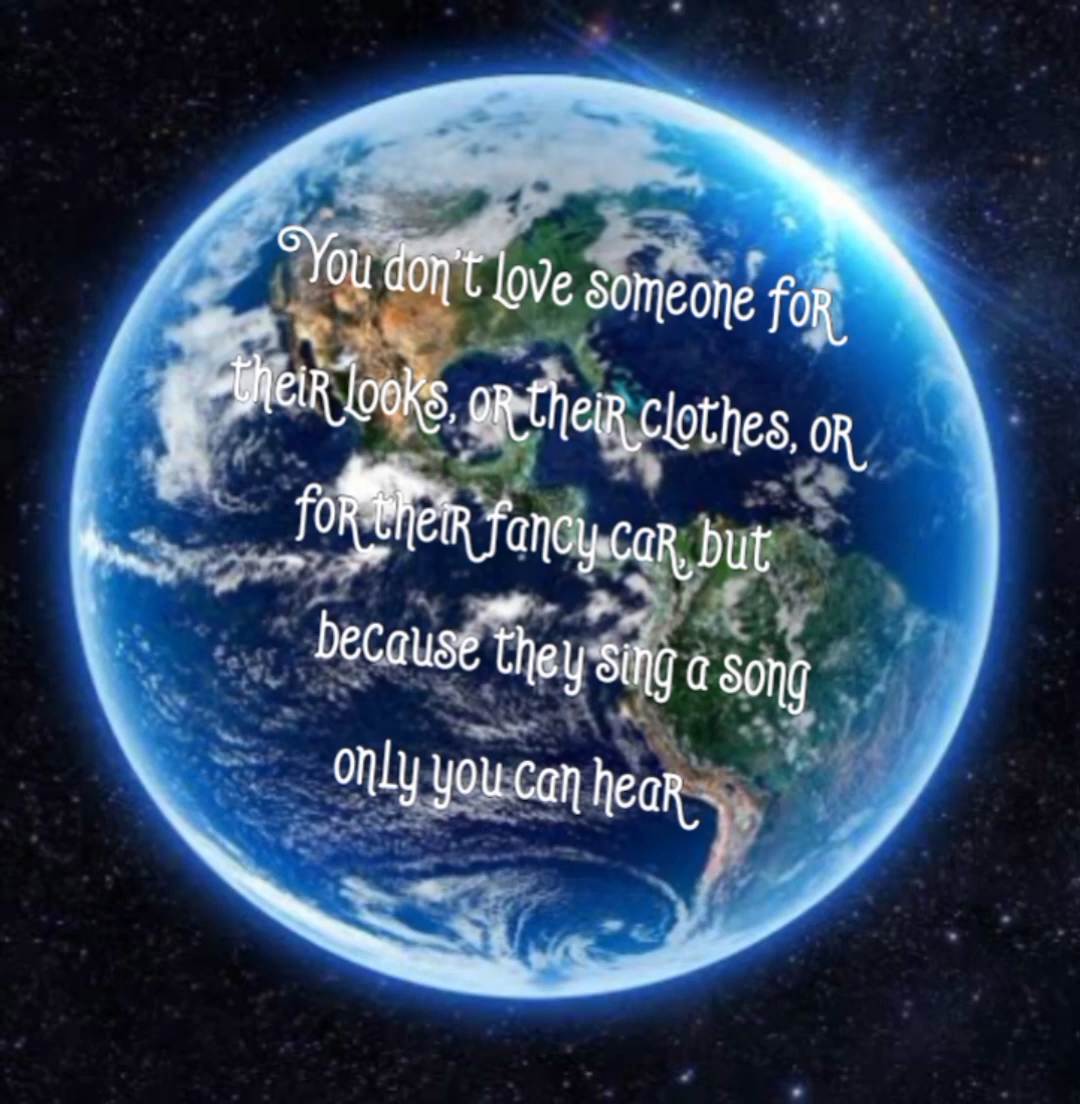 You don't love someone for
their looks, or their clothes, or
for their fancy car, but
because they sing a song
only you can hear